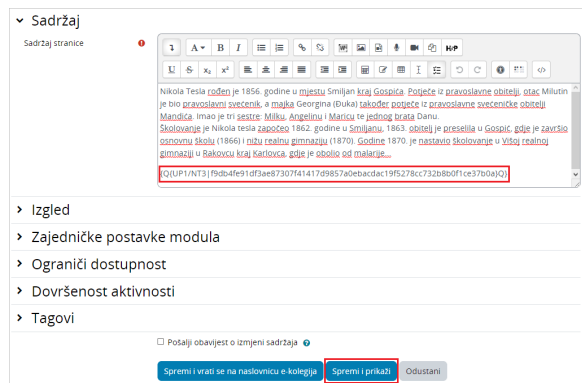 Sadržaj
Sadržaj stranice
A B I
U S x₂ x²
H-P
Nikola Tesla rođen je 1856. godine u mjestu Smiljan kraj Gospića. Potječe iz pravoslavne obitelji, otac Milutin
je bio pravoslavni svećenik, a majka Georgina (Đuka) također potječe iz pravoslavne svećeničke obitelji
Mandića. Imao je tri sestre: Milku, Angelinu i Maricu te jednog brata Danu.
Školovanje je Nikola tesla započeo 1862. godine u Smiljanu, 1863. obitelj je preselila u Gospić, gdje je završio
osnovnu školu (1866) i nižu realnu gimnaziju (1870). Godine 1870. je nastavio školovanje u Višoj realnoj
gimnaziji u Rakovcu kraj Karlovca, gdje je obolio od malarije...
{Q{UP1/NT3|f9db4fe91df3ae87307f41417d9857a0ebacdac19f5278cc732b8b0f1ce37b0a}Q}
Izgled
Zajedničke postavke modula
Ograniči dostupnost
Dovršenost aktivnosti
Tagovi
Pošalji obavijest o izmjeni sadržaja
Spremi i vrati se na naslovnicu e-kolegija Spremi i prikaži Odustani